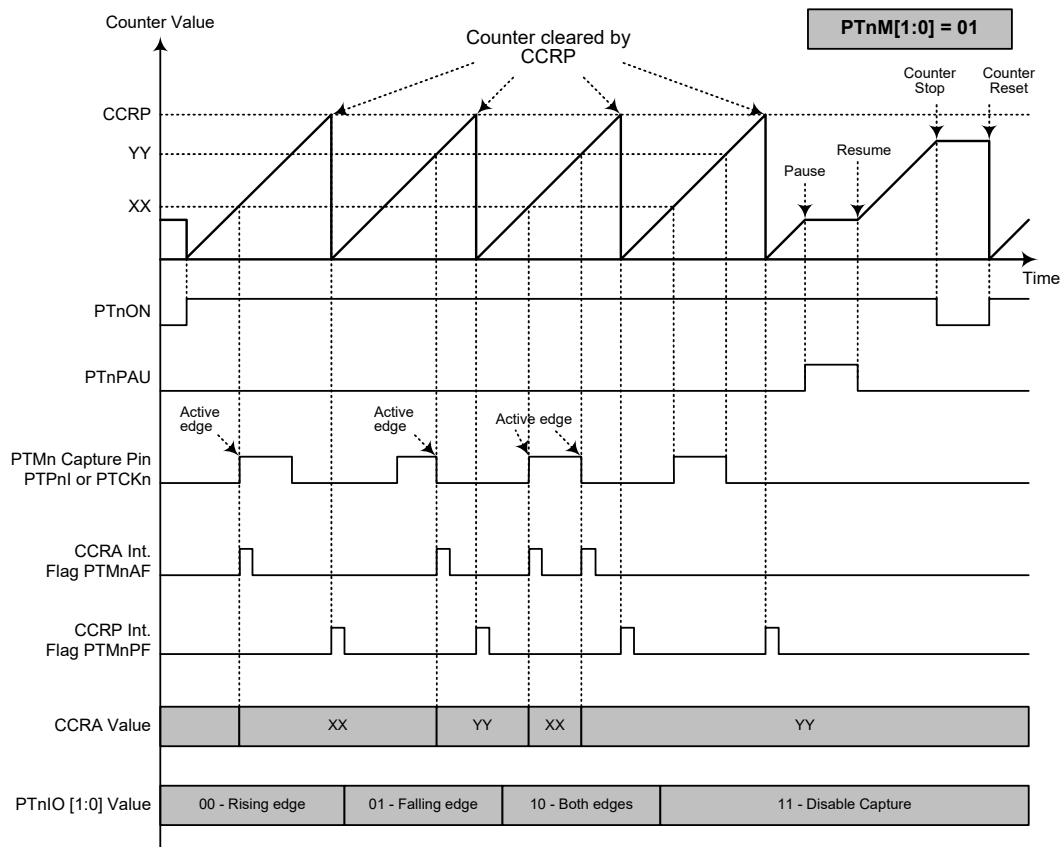 Counter Value
PTnM[1:0] = 01
Counter cleared by
CCRP
Counter
Stop
Counter
Reset
CCRP
YY
XX
Pause
Resume
Time
PTnON
PTnPAU
Active
edge
Active
edge
Active edge
PTMn Capture Pin
PTPnI or PTCKn
CCRA Int.
Flag PTMnAF
CCRP Int.
Flag PTMnPF
CCRA Value
XX
YY
XX
YY
PTnIO [1:0] Value
00 - Rising edge
01 - Falling edge
10 - Both edges
11 - Disable Capture